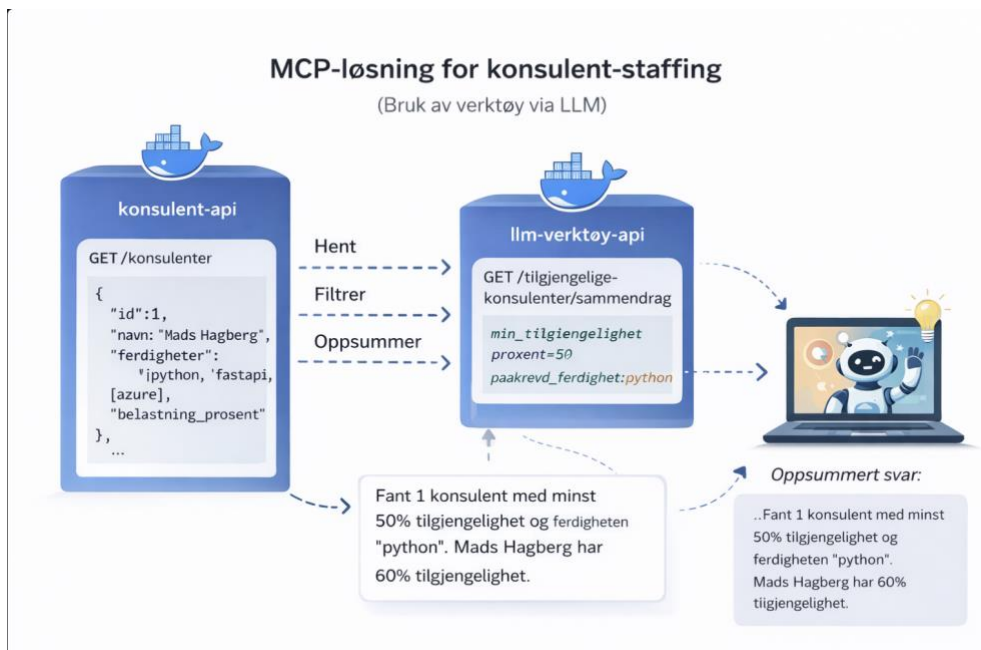 MCP-løsning for konsulent-staffing
(Bruk av verktøy via LLM)
konsulent-api
GET /konsulenter
{
"id":1,
"navn: "Mads Hagberg",
"ferdigheter":
"ipython, 'fastapi,
[azure],
"belastning_prosent"
},
...
Hent
Filtrer
Oppsummer
llm-verktøy-api
GET /tilgjengelige-
konsulenter/sammendrag
min_tilgiengelighet
proxent=50
paakrevd_ferdighet:python
Fant 1 konsulent med minst
50% tilgjengelighet og ferdigheten
"python". Mads Hagberg har
60% tilgjengelighet.
Oppsummert svar:
..Fant 1 konsulent med minst
50% tilgjengelighet og
ferdigheten "python".
Mads Hagberg har 60%
tiigjengelighet.